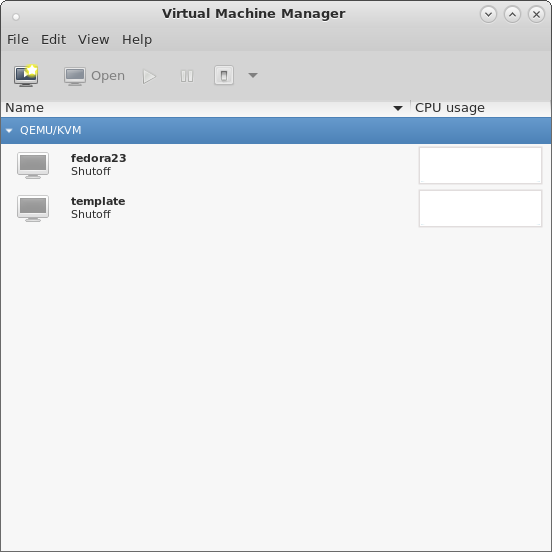 Virtual Machine Manager
File Edit View Help
Open
Name CPU usage
QEMU/KVM
fedora23
Shutoff
template
Shutoff